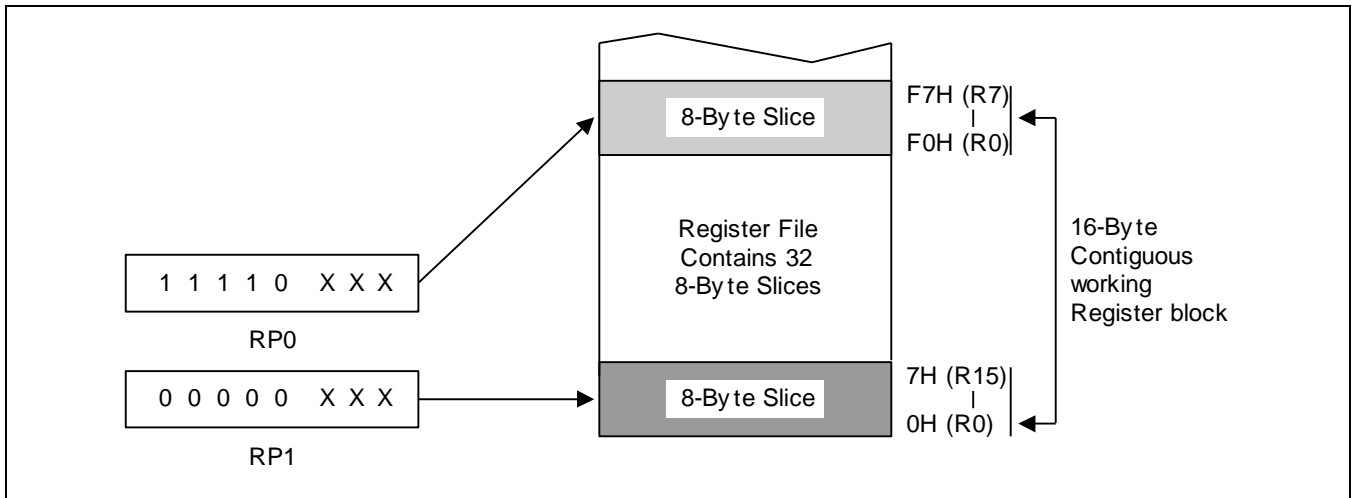 8-Byte Slice
F7H (R7)
F0H (R0)
Register File
Contains 32
8-Byte Slices
16-Byte
Contiguous
working
Register block
1 1 1 1 0 X X X
RP0
0 0 0 0 0 X X X
RP1
8-Byte Slice
7H (R15)
0H (R0)